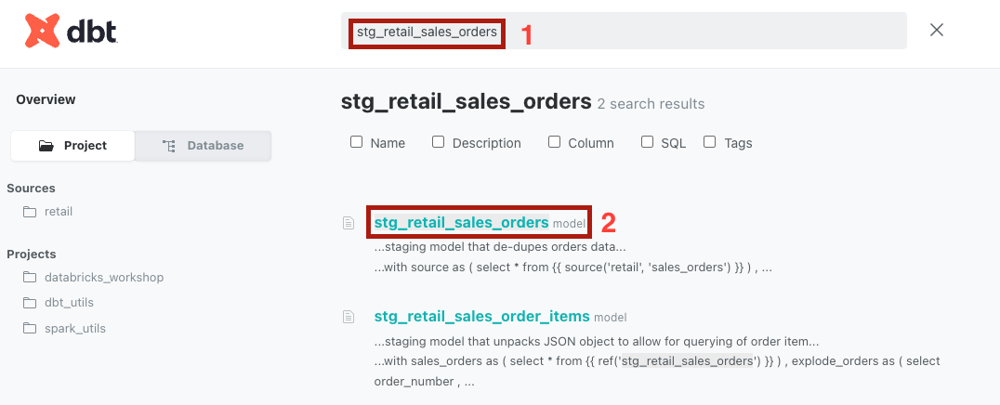 dbt
stg_retail_sales_orders 1
Overview
Project Database
Sources
retail
Projects
databricks_workshop
dbt_utils
spark_utils
stg_retail_sales_orders 2 search results
Name Description Column SQL Tags
stg_retail_sales_orders model 2
...staging model that de-dupes orders data...
...with source as ( select * from {{ source('retail', 'sales_orders') }} ) , ...
stg_retail_sales_order_items model
...staging model that unpacks JSON object to allow for querying of order item...
...with sales_orders as ( select * from {{ ref('stg_retail_sales_orders') }} ) , explode_orders as ( select
order_number , ...